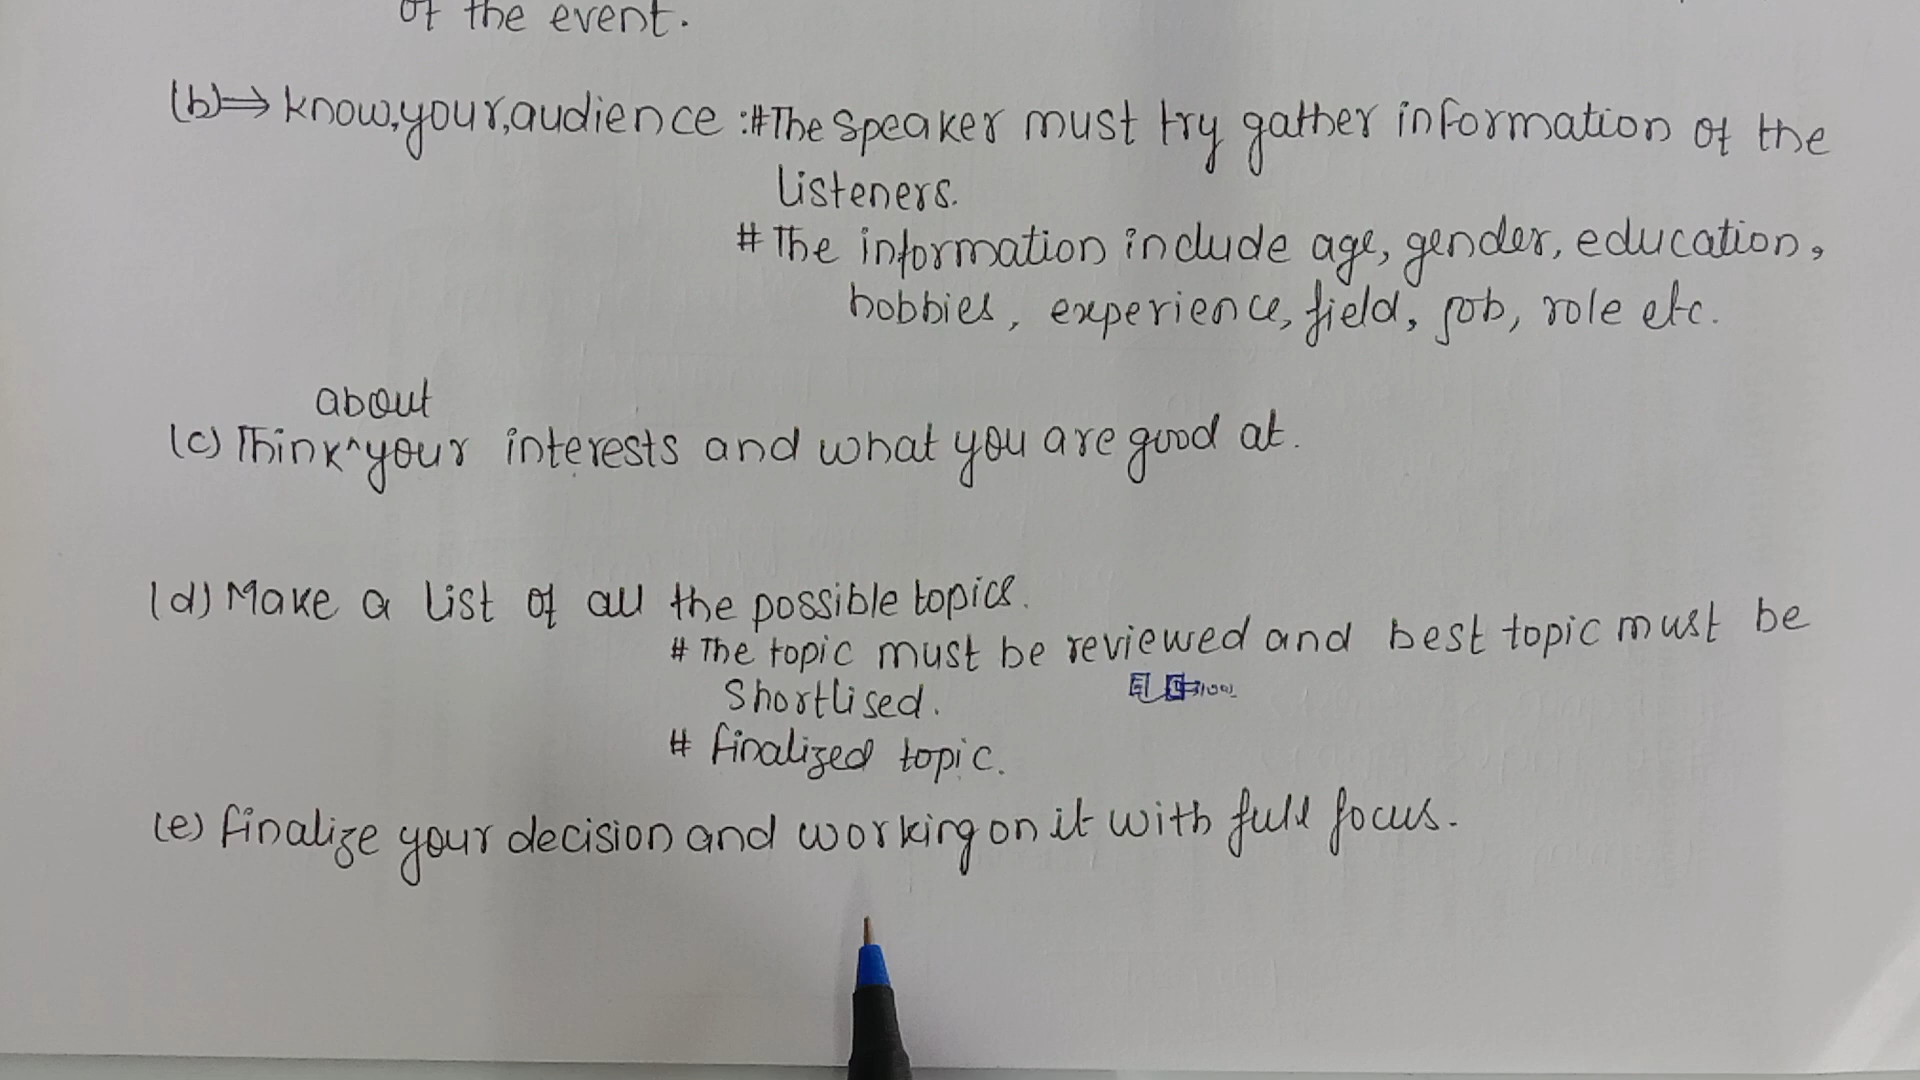 of the event.
(b)⇒ know,your,audience :#The speaker must try gather information of the
listeners.
# The information include age, gender, education,
hobbies, experience, field, job, role etc.
about
(c) Think^your interests and what you are good at.
(d) Make a list of all the possible topics.
# The topic must be reviewed and best topic must be
Shortlised.
# finalized topic.
(e) finalize your decision and working on it with full focus.